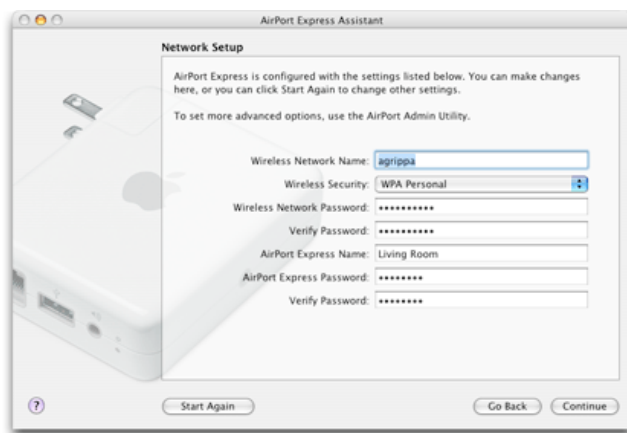 AirPort Express Assistant
Network Setup
AirPort Express is configured with the settings listed below. You can make changes
here, or you can click Start Again to change other settings.
To set more advanced options, use the AirPort Admin Utility.
Wireless Network Name: agrippa
Wireless Security: WPA Personal
Wireless Network Password: ••••••••••
Verify Password: ••••••••••
AirPort Express Name: Living Room
AirPort Express Password: ••••••••
Verify Password: ••••••••
? Start Again Go Back Continue